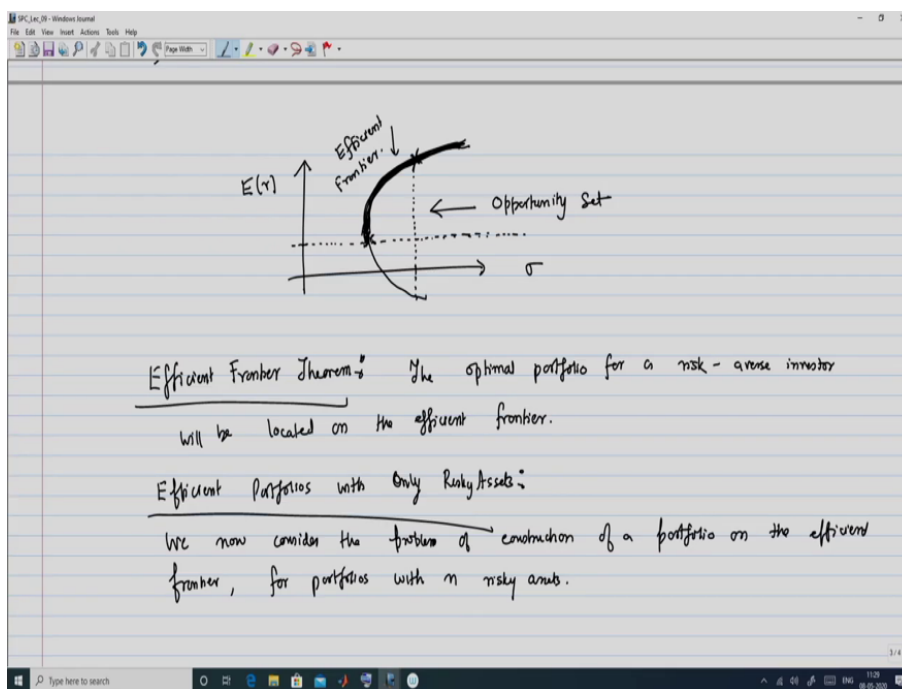 SPC_Lec_09 - Windows Journal
File Edit View Insert Actions Tools Help
Page Width
Efficient
frontier.
E(r)
Opportunity Set
σ
Efficient Frontier Theorem:
The optimal portfolio for a risk-averse investor
will be located on the efficient frontier.
Efficient Portfolios with Only Risky Assets:
We now consider the problem of construction of a portfolio on the efficient
frontier, for portfolios with n risky assets.
3/4
Type here to search
ENG
11:29
08-05-2020